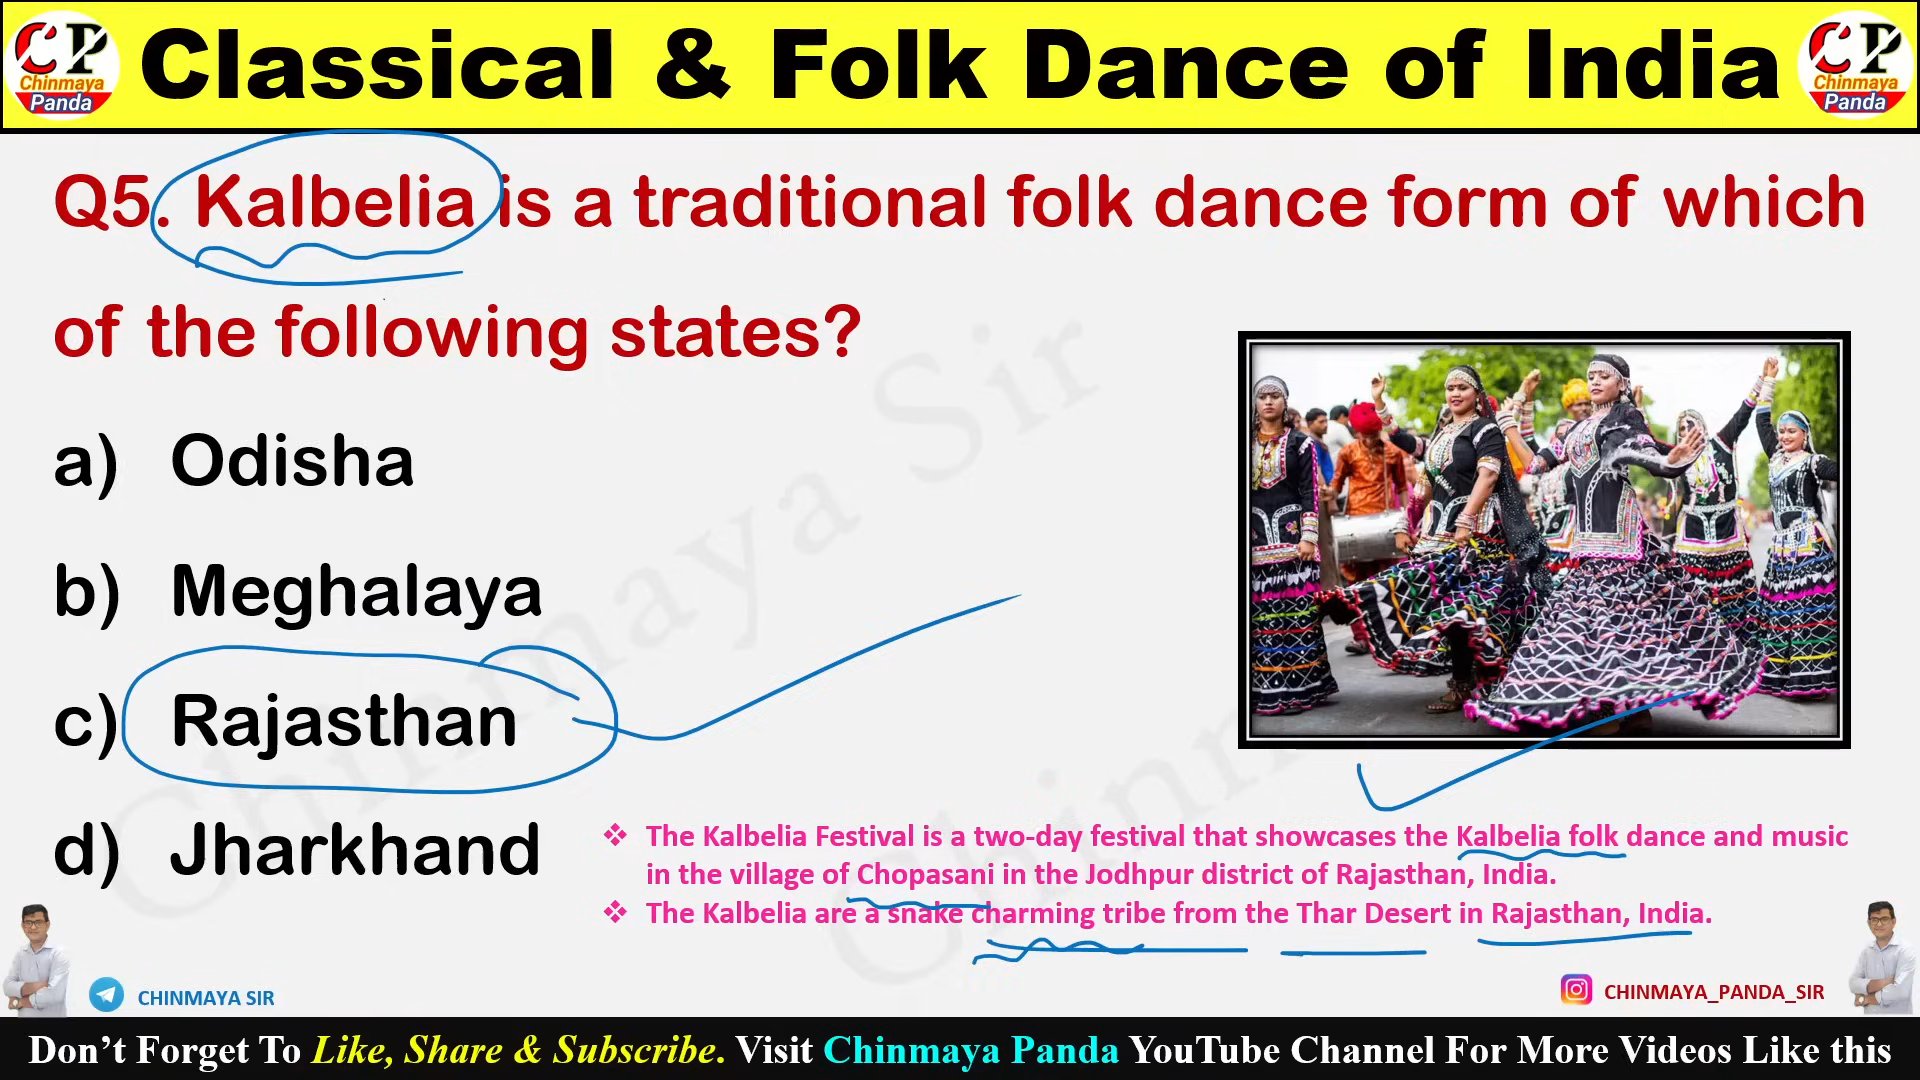 CP Chinmaya Panda
Classical & Folk Dance of India
CP Chinmaya Panda
Q5. Kalbelia is a traditional folk dance form of which
of the following states?
a) Odisha
b) Meghalaya
c) Rajasthan
d) Jharkhand
Chinmaya Sir
❖ The Kalbelia Festival is a two-day festival that showcases the Kalbelia folk dance and music
in the village of Chopasani in the Jodhpur district of Rajasthan, India.
❖ The Kalbelia are a snake charming tribe from the Thar Desert in Rajasthan, India.
CHINMAYA SIR
CHINMAYA_PANDA_SIR
Don’t Forget To Like, Share & Subscribe. Visit Chinmaya Panda YouTube Channel For More Videos Like this